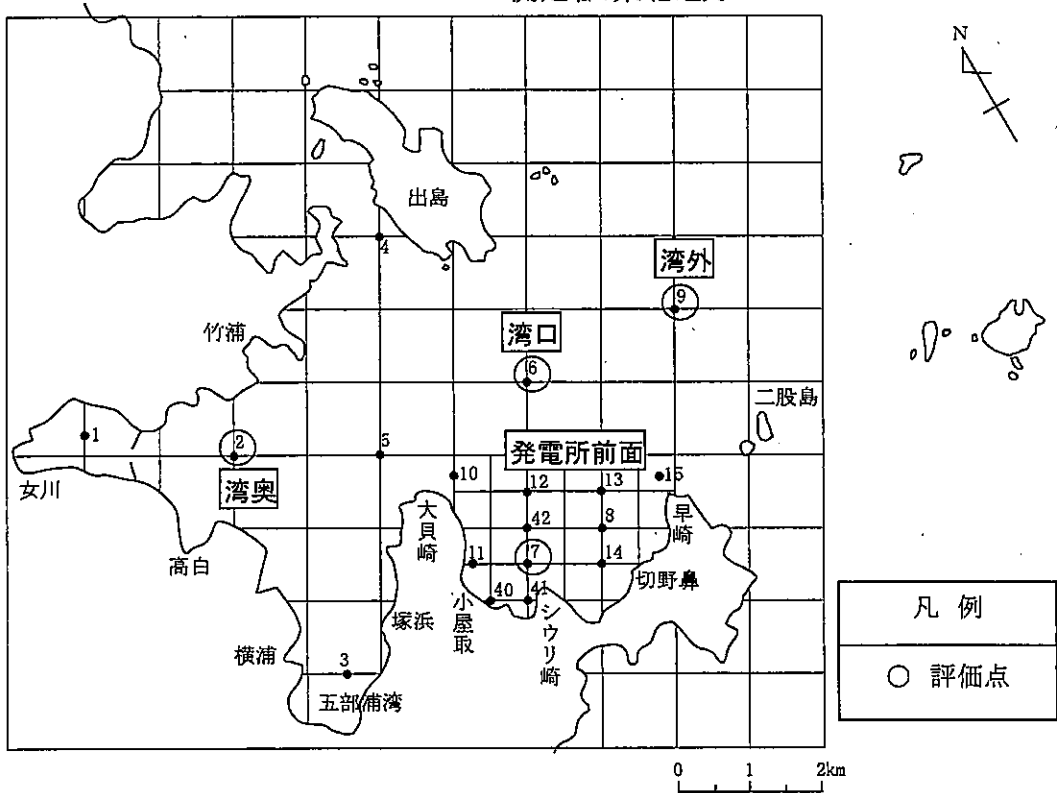 N
出島
4
湾外
9
竹浦
湾口
6
二股島
1
2
5
発電所前面
女川
湾奥
10
12
13
15
大貝崎
42
8
早崎
高白
11
7
14
切野鼻
40
41
小屋取
シウリ崎
塚浜
横浦
3
五部浦湾
凡例
○ 評価点
0 1 2km